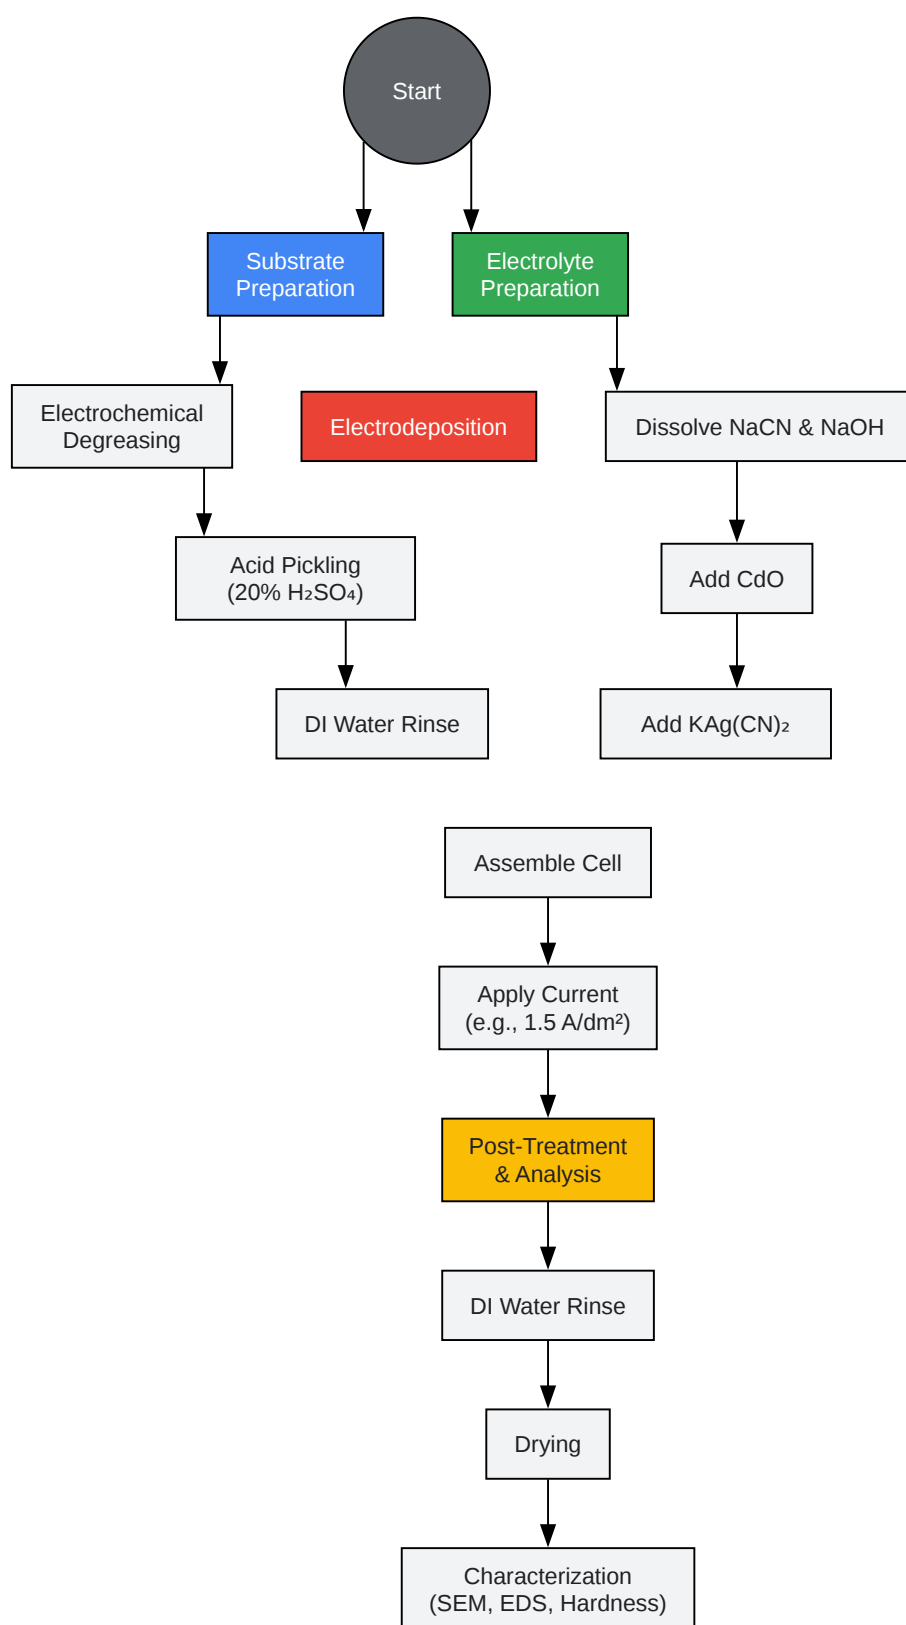 Start
Substrate
Preparation
Electrolyte
Preparation
Electrochemical
Degreasing
Electrodeposition
Dissolve NaCN & NaOH
Acid Pickling
(20% H₂SO₄)
Add CdO
DI Water Rinse
Add KAg(CN)₂
Assemble Cell
Apply Current
(e.g., 1.5 A/dm²)
Post-Treatment
& Analysis
DI Water Rinse
Drying
Characterization
(SEM, EDS, Hardness)